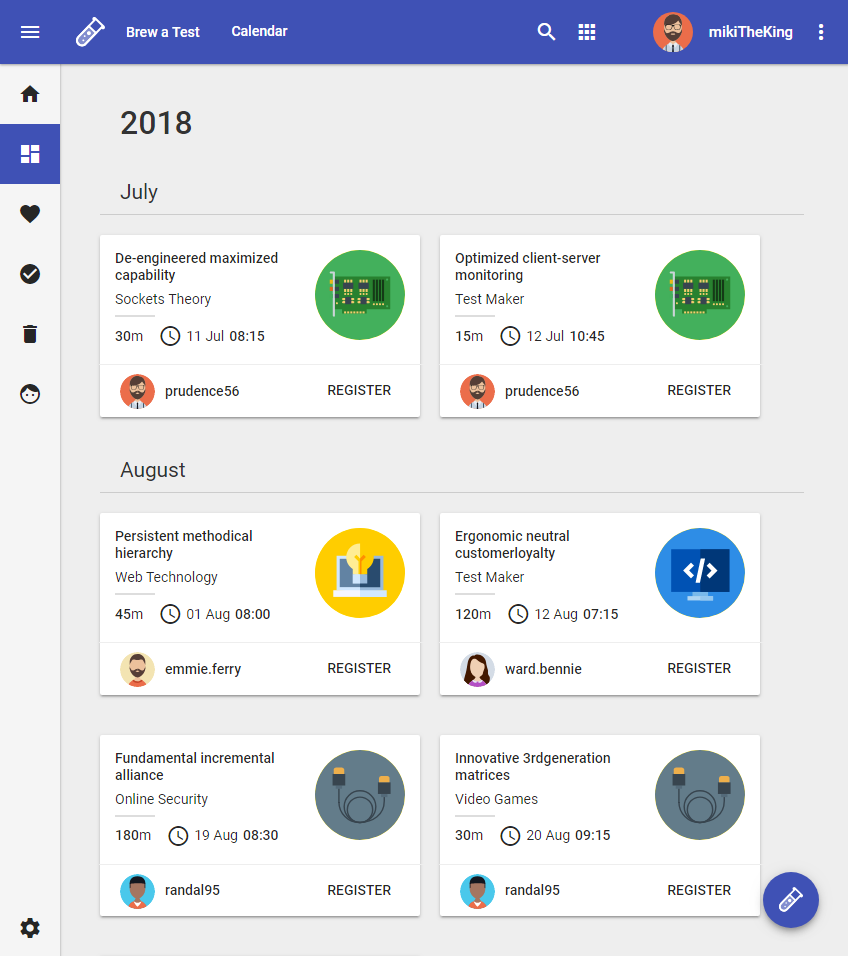 Brew a Test
Calendar
mikiTheKing
2018
July
De-engineered maximized
capability
Sockets Theory
30m
11 Jul 08:15
prudence56
REGISTER
Optimized client-server
monitoring
Test Maker
15m
12 Jul 10:45
prudence56
REGISTER
August
Persistent methodical
hierarchy
Web Technology
45m
01 Aug 08:00
emmie.ferry
REGISTER
Ergonomic neutral
customerloyalty
Test Maker
120m
12 Aug 07:15
ward.bennie
REGISTER
Fundamental incremental
alliance
Online Security
180m
19 Aug 08:30
randal95
REGISTER
Innovative 3rdgeneration
matrices
Video Games
30m
20 Aug 09:15
randal95
REGISTER